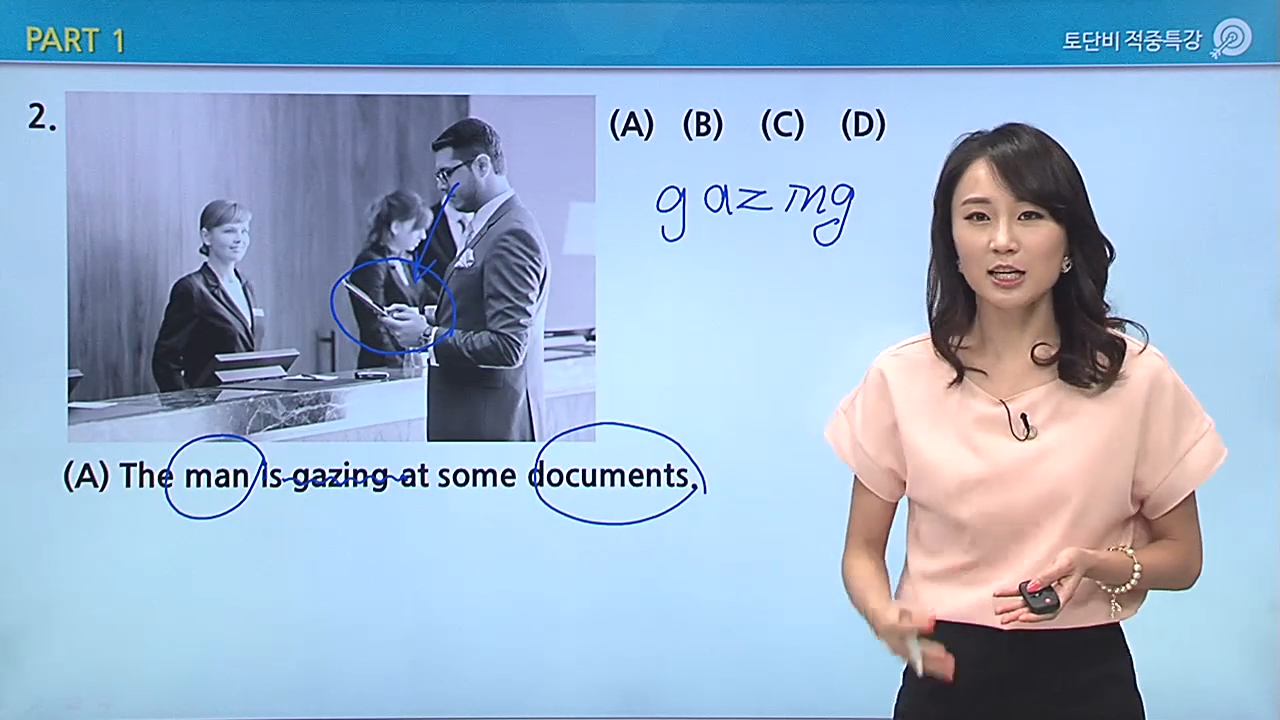 PART 1
토단비 적중특강
2.
(A) (B) (C) (D)
gazing
(A) The man is gazing at some documents.